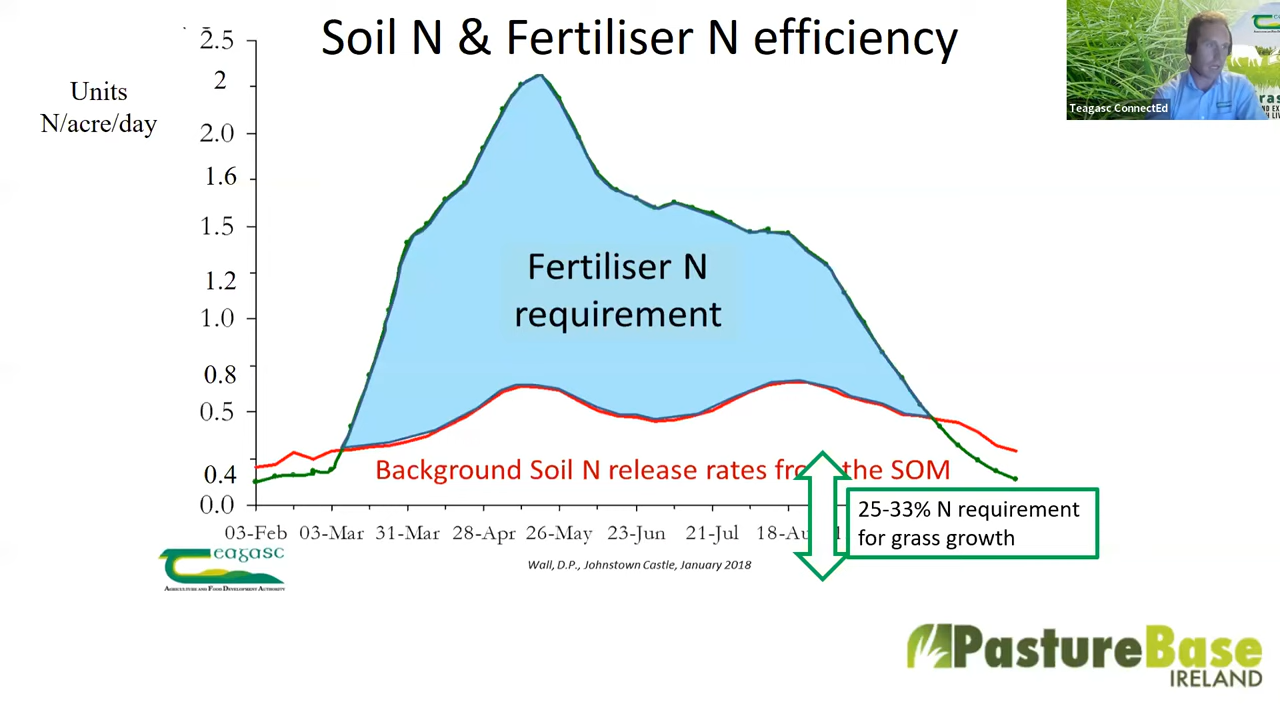 Soil N & Fertiliser N efficiency
Units
N/acre/day
2.5
2
2.0
1.6
1.5
1.2
1.0
0.8
0.5
0.4
0.0
Fertiliser N
requirement
Background Soil N release rates from the SOM
25-33% N requirement
for grass growth
03-Feb 03-Mar 31-Mar 28-Apr 26-May 23-Jun 21-Jul 18-Au
Wall, D.P., Johnstown Castle, January 2018
eagasc
Agriculture and Food Development Authority
PastureBase
IRELAND
Teagasc ConnectEd